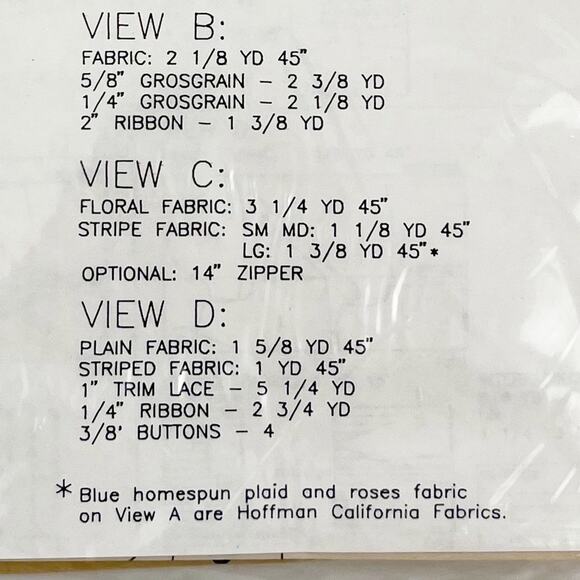 VIEW B:
FABRIC: 2 1/8 YD 45"
5/8" GROSGRAIN – 2 3/8 YD
1/4" GROSGRAIN – 2 1/8 YD
2" RIBBON – 1 3/8 YD
VIEW C:
FLORAL FABRIC: 3 1/4 YD 45"
STRIPE FABRIC: SM MD: 1 1/8 YD 45"
LG: 1 3/8 YD 45"*
OPTIONAL: 14" ZIPPER
VIEW D:
PLAIN FABRIC: 1 5/8 YD 45"
STRIPED FABRIC: 1 YD 45"
1" TRIM LACE – 5 1/4 YD
1/4" RIBBON – 2 3/4 YD
3/8' BUTTONS – 4
* Blue homespun plaid and roses fabric
on View A are Hoffman California Fabrics.